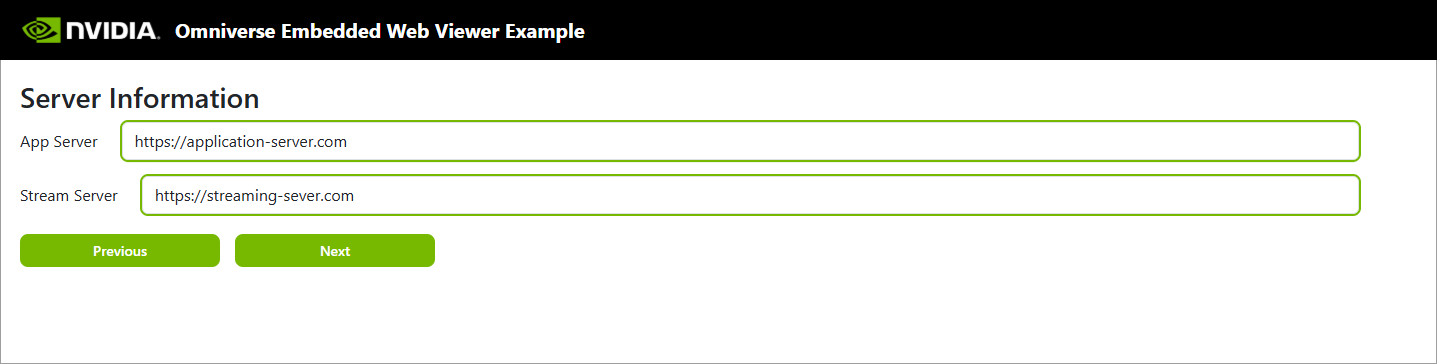 NVIDIA. Omniverse Embedded Web Viewer Example
Server Information
App Server https://application-server.com
Stream Server https://streaming-sever.com
Previous Next